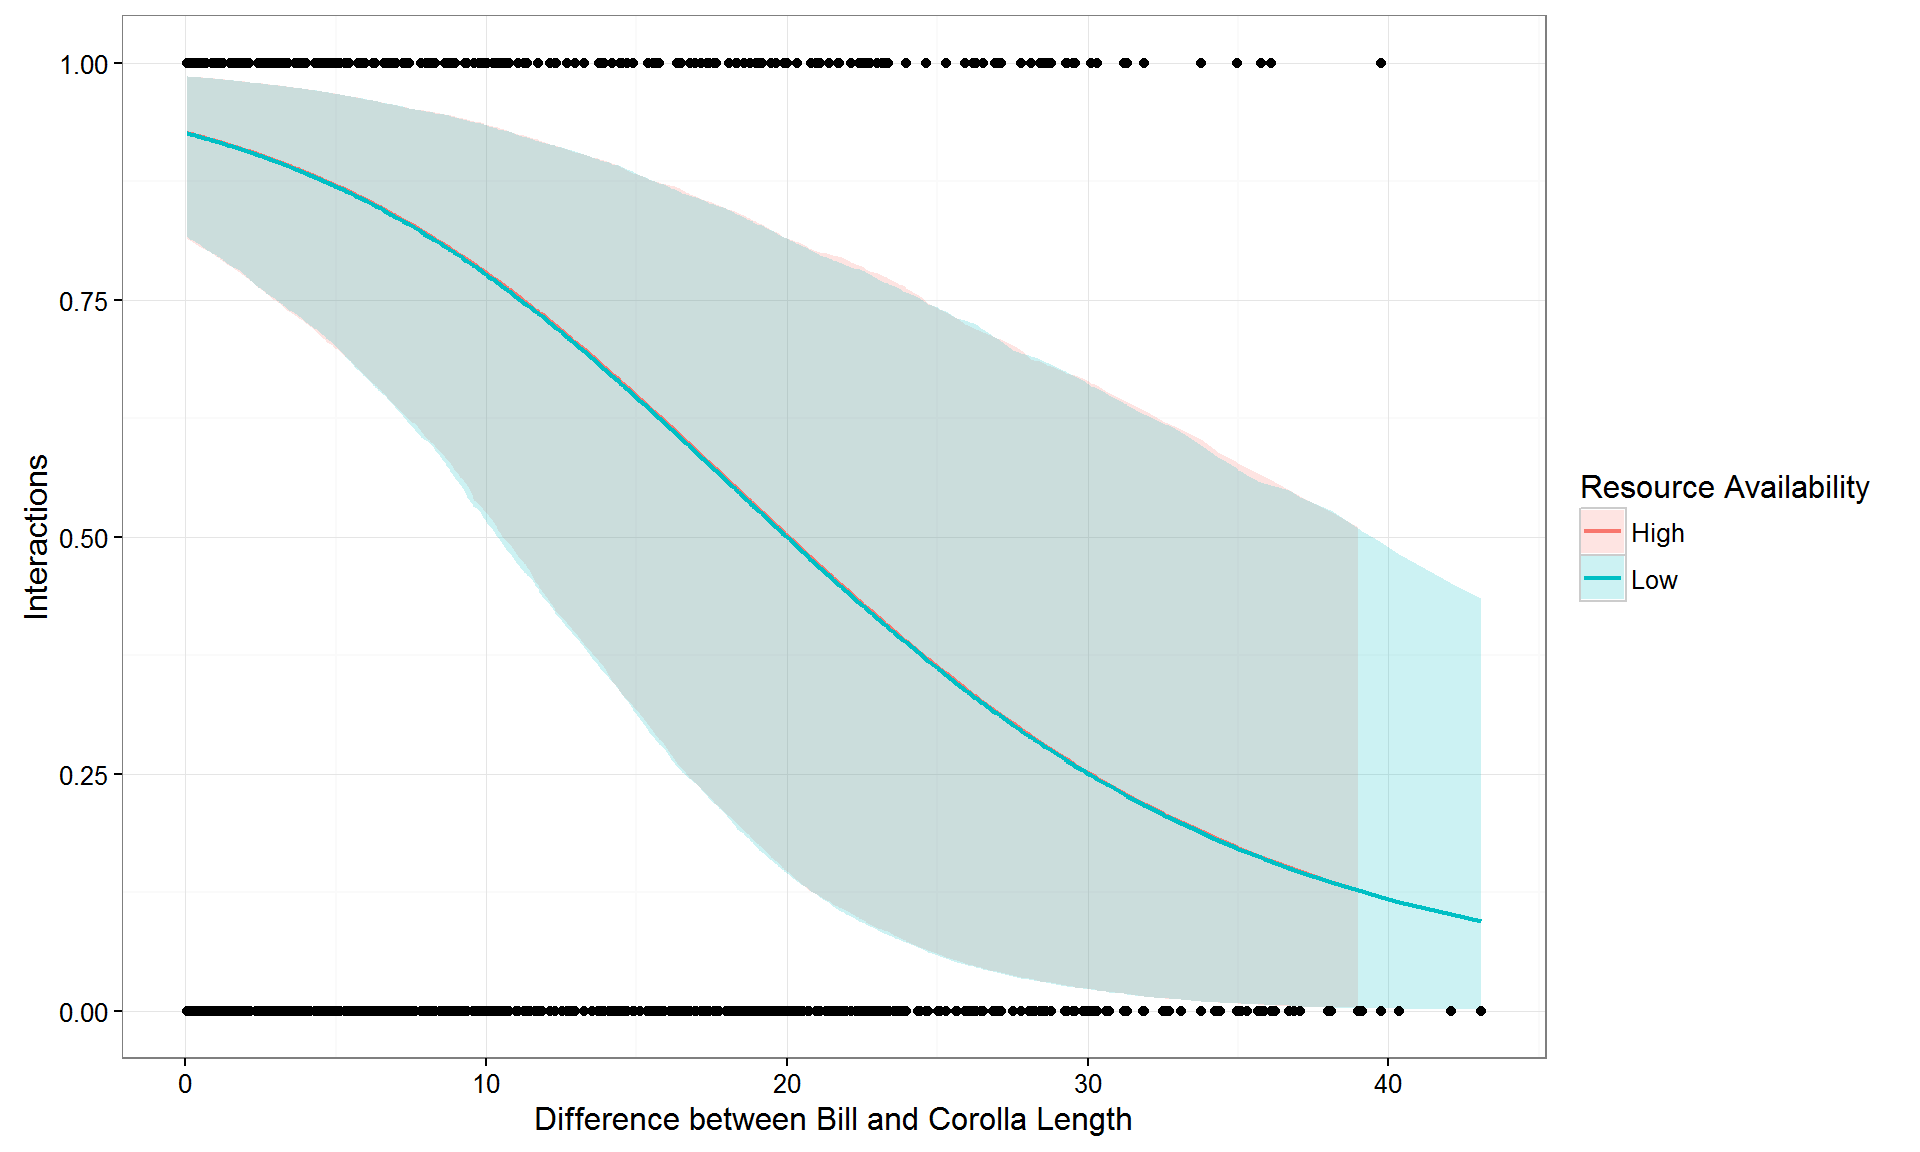 1.00
0.75
0.50
0.25
0.00
Interactions
0
10
20
30
40
Difference between Bill and Corolla Length
Resource Availability
High
Low